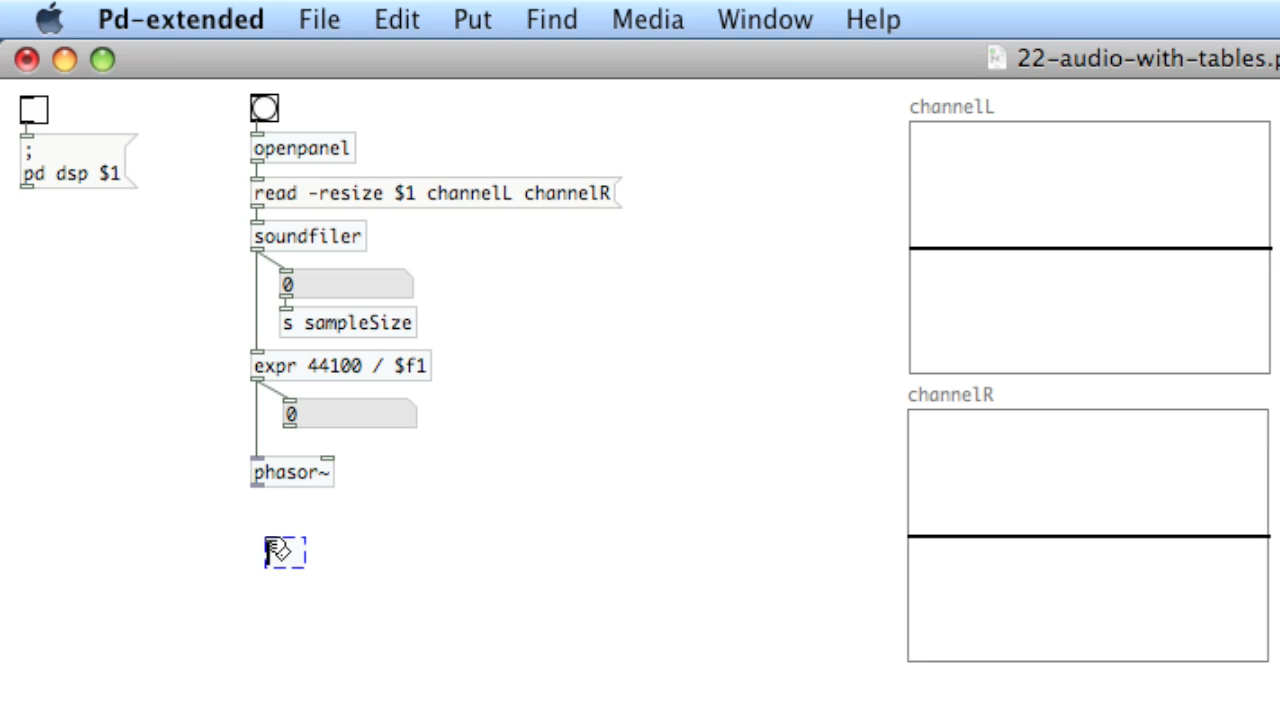 Pd-extended File Edit Put Find Media Window Help
22-audio-with-tables.p
;
pd dsp $1
openpanel
read -resize $1 channelL channelR
soundfiler
0
s sampleSize
expr 44100 / $f1
0
phasor~
channelL
channelR